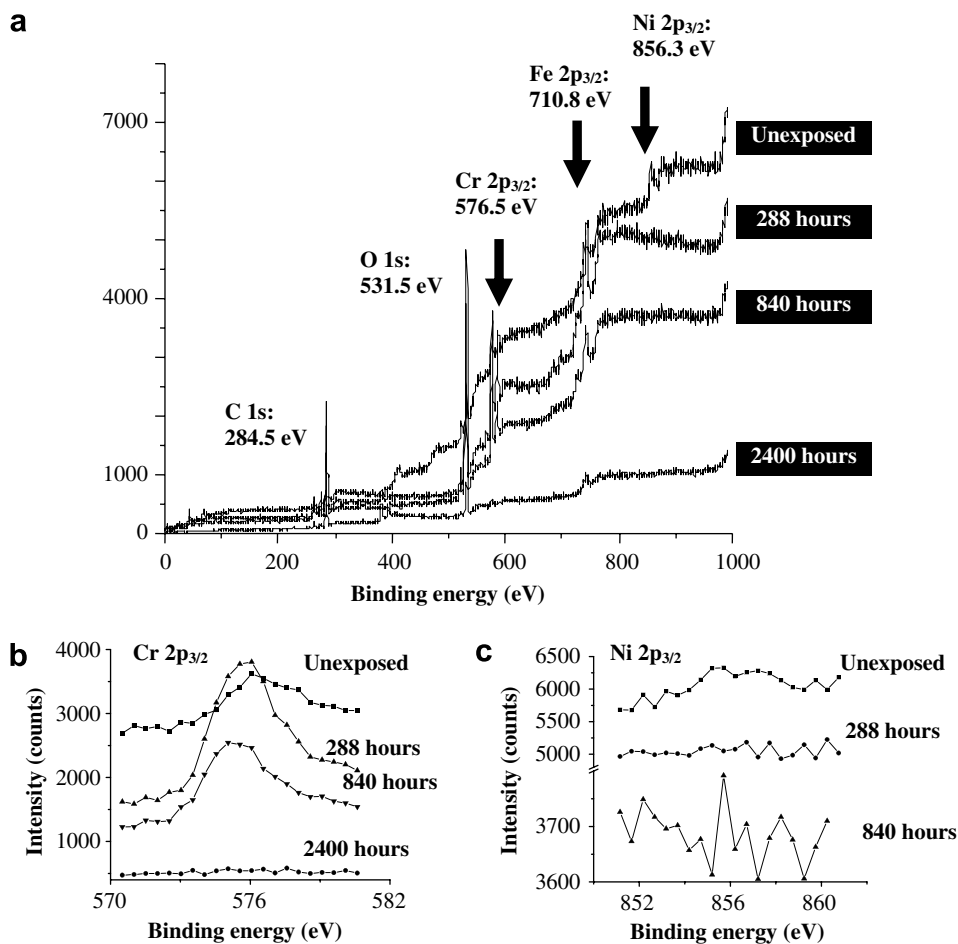 a
Ni 2p3/2:
856.3 eV
Fe 2p3/2:
710.8 eV
Unexposed
Cr 2p3/2:
576.5 eV
288 hours
O 1s:
531.5 eV
840 hours
C 1s:
284.5 eV
2400 hours
7000
4000
1000
0
0 200 400 600 800 1000
Binding energy (eV)
b
Cr 2p3/2
Unexposed
288 hours
840 hours
2400 hours
4000
3000
2000
1000
Intensity (counts)
570 576 582
Binding energy (eV)
c
Ni 2p3/2
Unexposed
288 hours
840 hours
6500
6000
5500
5000
3700
3600
Intensity (counts)
852 856 860
Binding energy (eV)